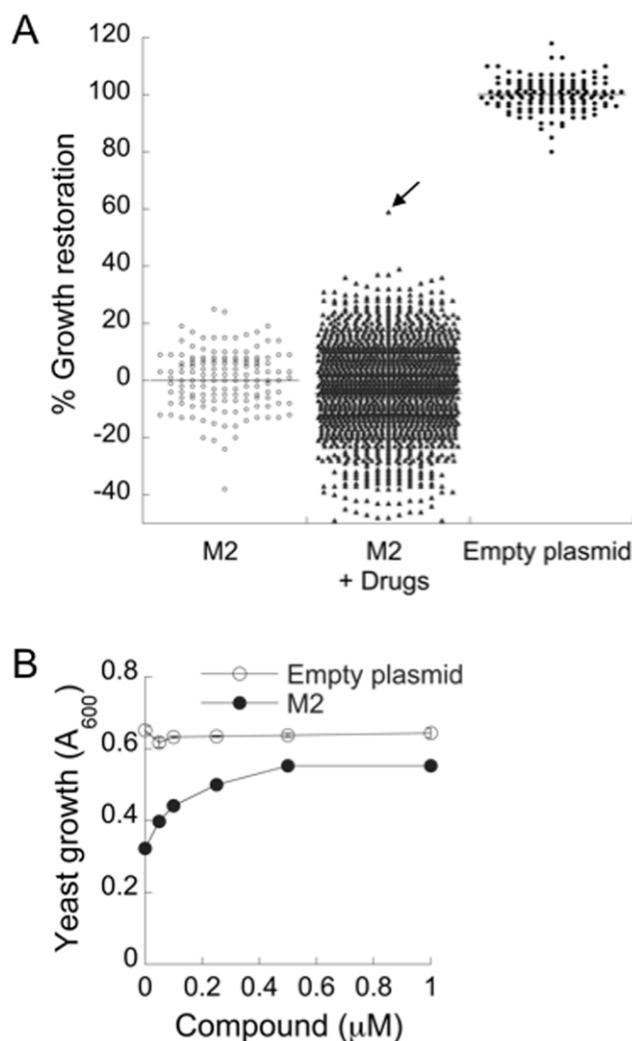 A
120
100
80
60
40
20
0
-20
-40
% Growth restoration
M2
M2
+ Drugs
Empty plasmid
B
Empty plasmid
M2
0.8
0.6
0.4
0.2
0
Yeast growth (A600)
0 0.2 0.4 0.6 0.8 1
Compound (μM)